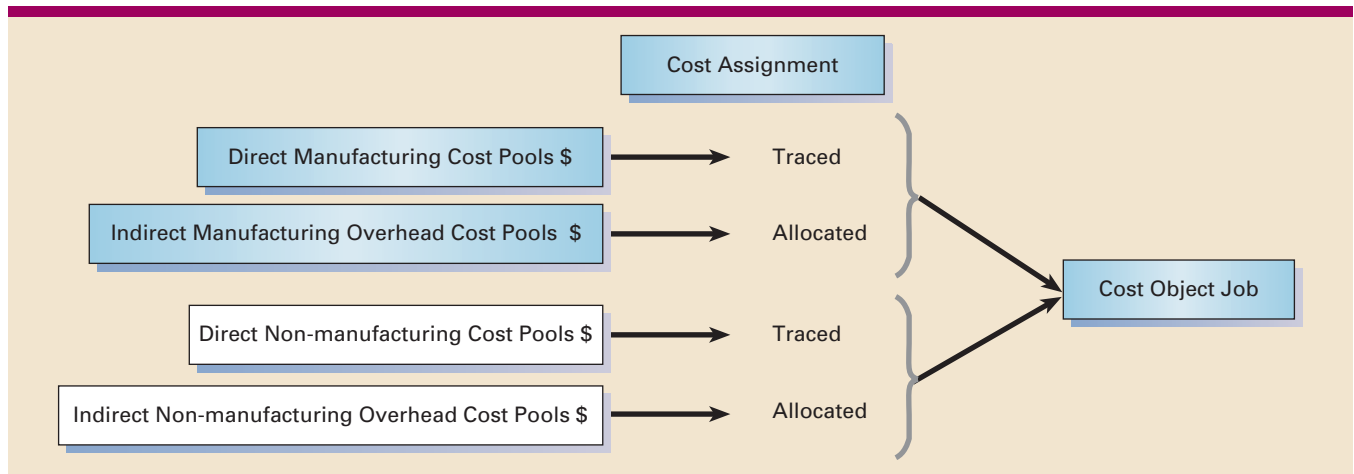 Cost Assignment
Direct Manufacturing Cost Pools $
Traced
Indirect Manufacturing Overhead Cost Pools $
Allocated
Cost Object Job
Direct Non-manufacturing Cost Pools $
Traced
Indirect Non-manufacturing Overhead Cost Pools $
Allocated